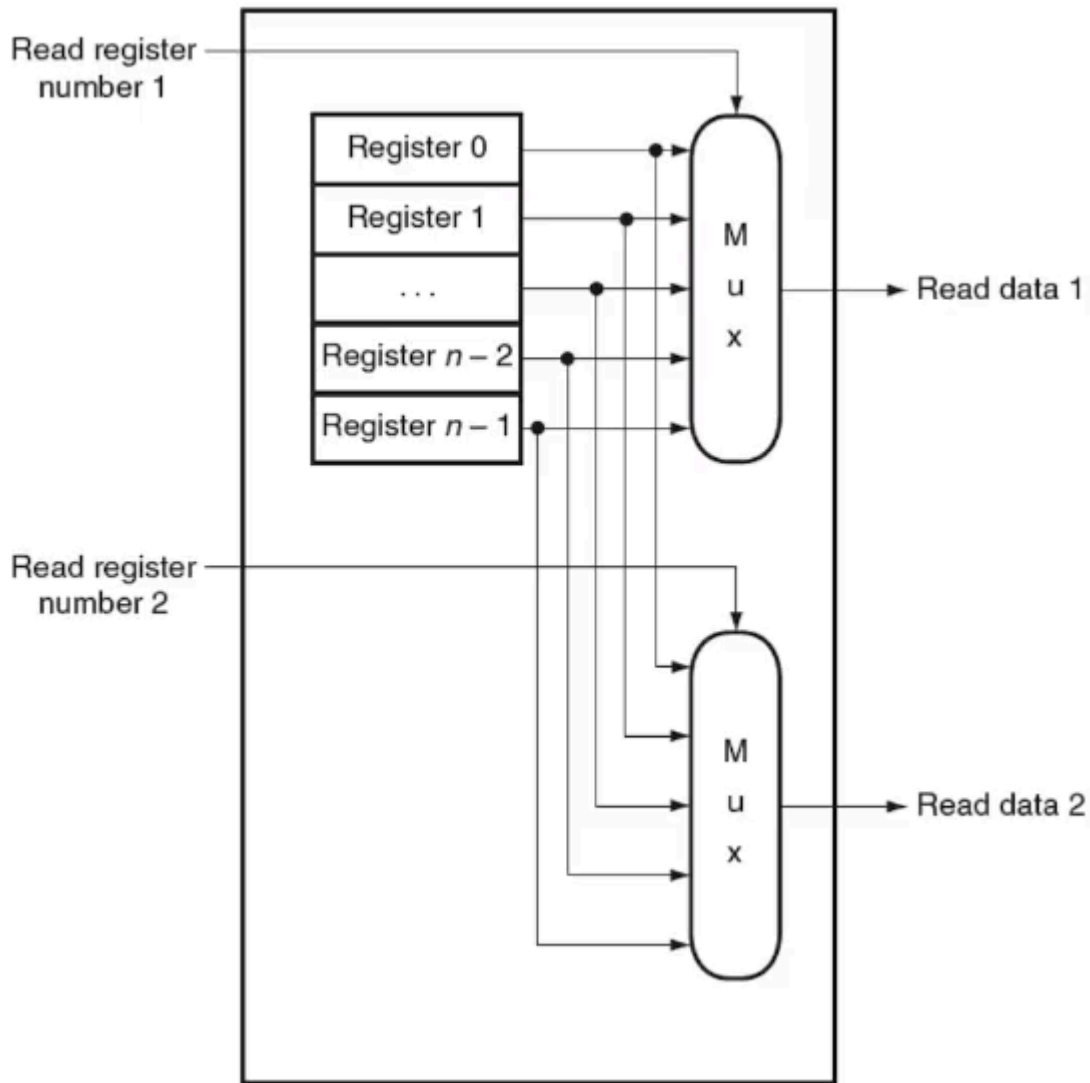 Read register
number 1
Register 0
Register 1
. . .
Register n – 2
Register n – 1
M
u
x
Read data 1
Read register
number 2
M
u
x
Read data 2